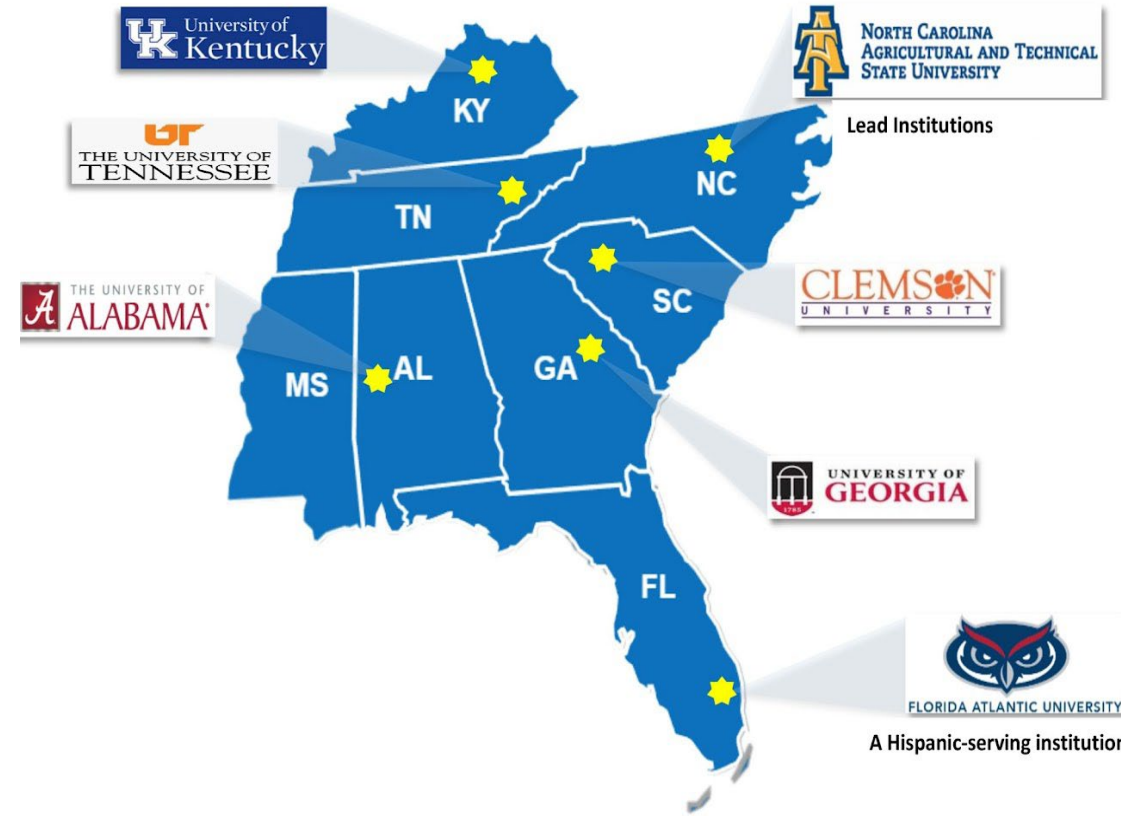 UK University of
Kentucky
NORTH CAROLINA
AGRICULTURAL AND TECHNICAL
STATE UNIVERSITY
Lead Institutions
KY
THE UNIVERSITY OF
TENNESSEE
NC
TN
THE UNIVERSITY OF
ALABAMA
CLEMSON
UNIVERSITY
SC
MS
AL
GA
UNIVERSITY OF
GEORGIA
1785
FL
FLORIDA ATLANTIC UNIVERSITY
A Hispanic-serving institution